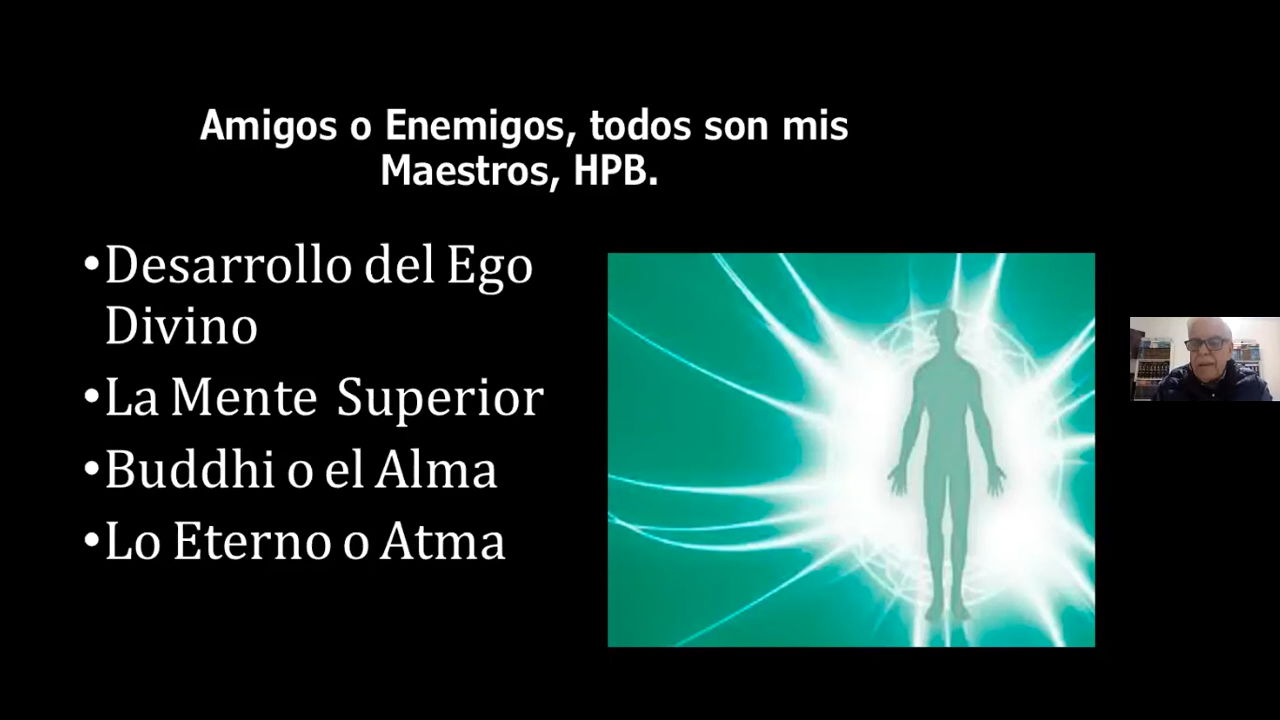 Amigos o Enemigos, todos son mis
Maestros, HPB.
•Desarrollo del Ego
Divino
•La Mente Superior
•Buddhi o el Alma
•Lo Eterno o Atma